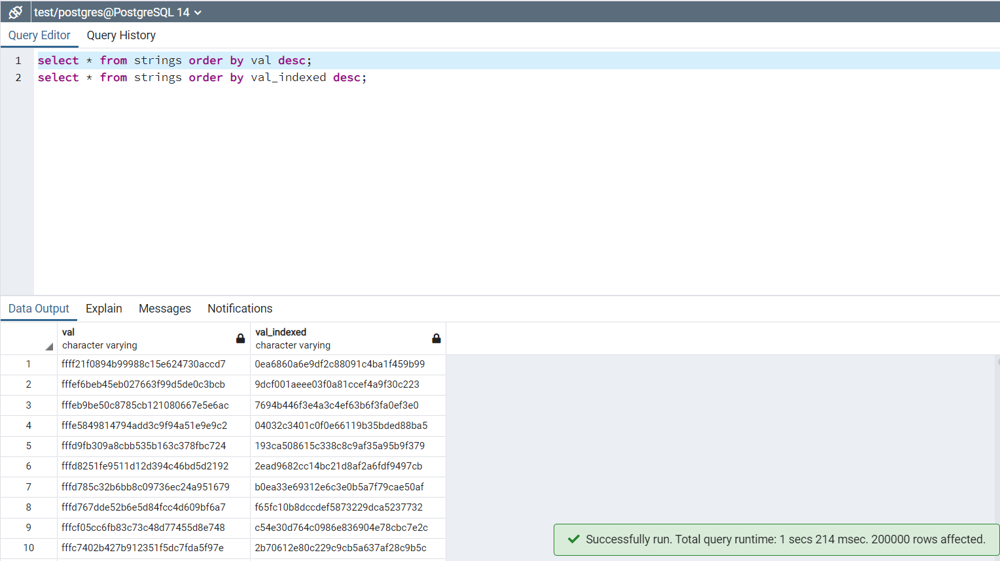 test/postgres@PostgreSQL 14
Query Editor Query History
1 select * from strings order by val desc;
2 select * from strings order by val_indexed desc;
Data Output Explain Messages Notifications
val val_indexed
character varying character varying
1 ffff21f0894b99988c15e624730accd7 0ea6860a6e9df2c88091c4ba1f459b99
2 fffef6beb45eb027663f99d5de0c3bcb 9dcf001aeee03f0a81ccef4a9f30c223
3 fffeb9be50c8785cb121080667e5e6ac 7694b446f3e4a3c4ef63b6f3fa0ef3e0
4 fffe5849814794add3c9f94a51e9e9c2 04032c3401c0f0e66119b35bded88ba5
5 fffd9fb309a8cbb535b163c378fbc724 193ca508615c338c8c9af35a95b9f379
6 fffd8251fe9511d12d394c46bd5d2192 2ead9682cc14bc21d8af2a6fdf9497cb
7 fffd785c32b6bb8c09736ec24a951679 b0ea33e69312e6c3e0b5a7f79cae50af
8 fffd767dde52b6e5d84fcc4d609bf6a7 f65fc10b8dccdef5873229dca5237732
9 fffcf05cc6fb83c73c48d77455d8e748 c54e30d764c0986e836904e78cbc7e2c
10 fffc7402b427b912351f5dc7fda5f97e 2b70612e80c229c9cb5a637af28c9b5c
Successfully run. Total query runtime: 1 secs 214 msec. 200000 rows affected.